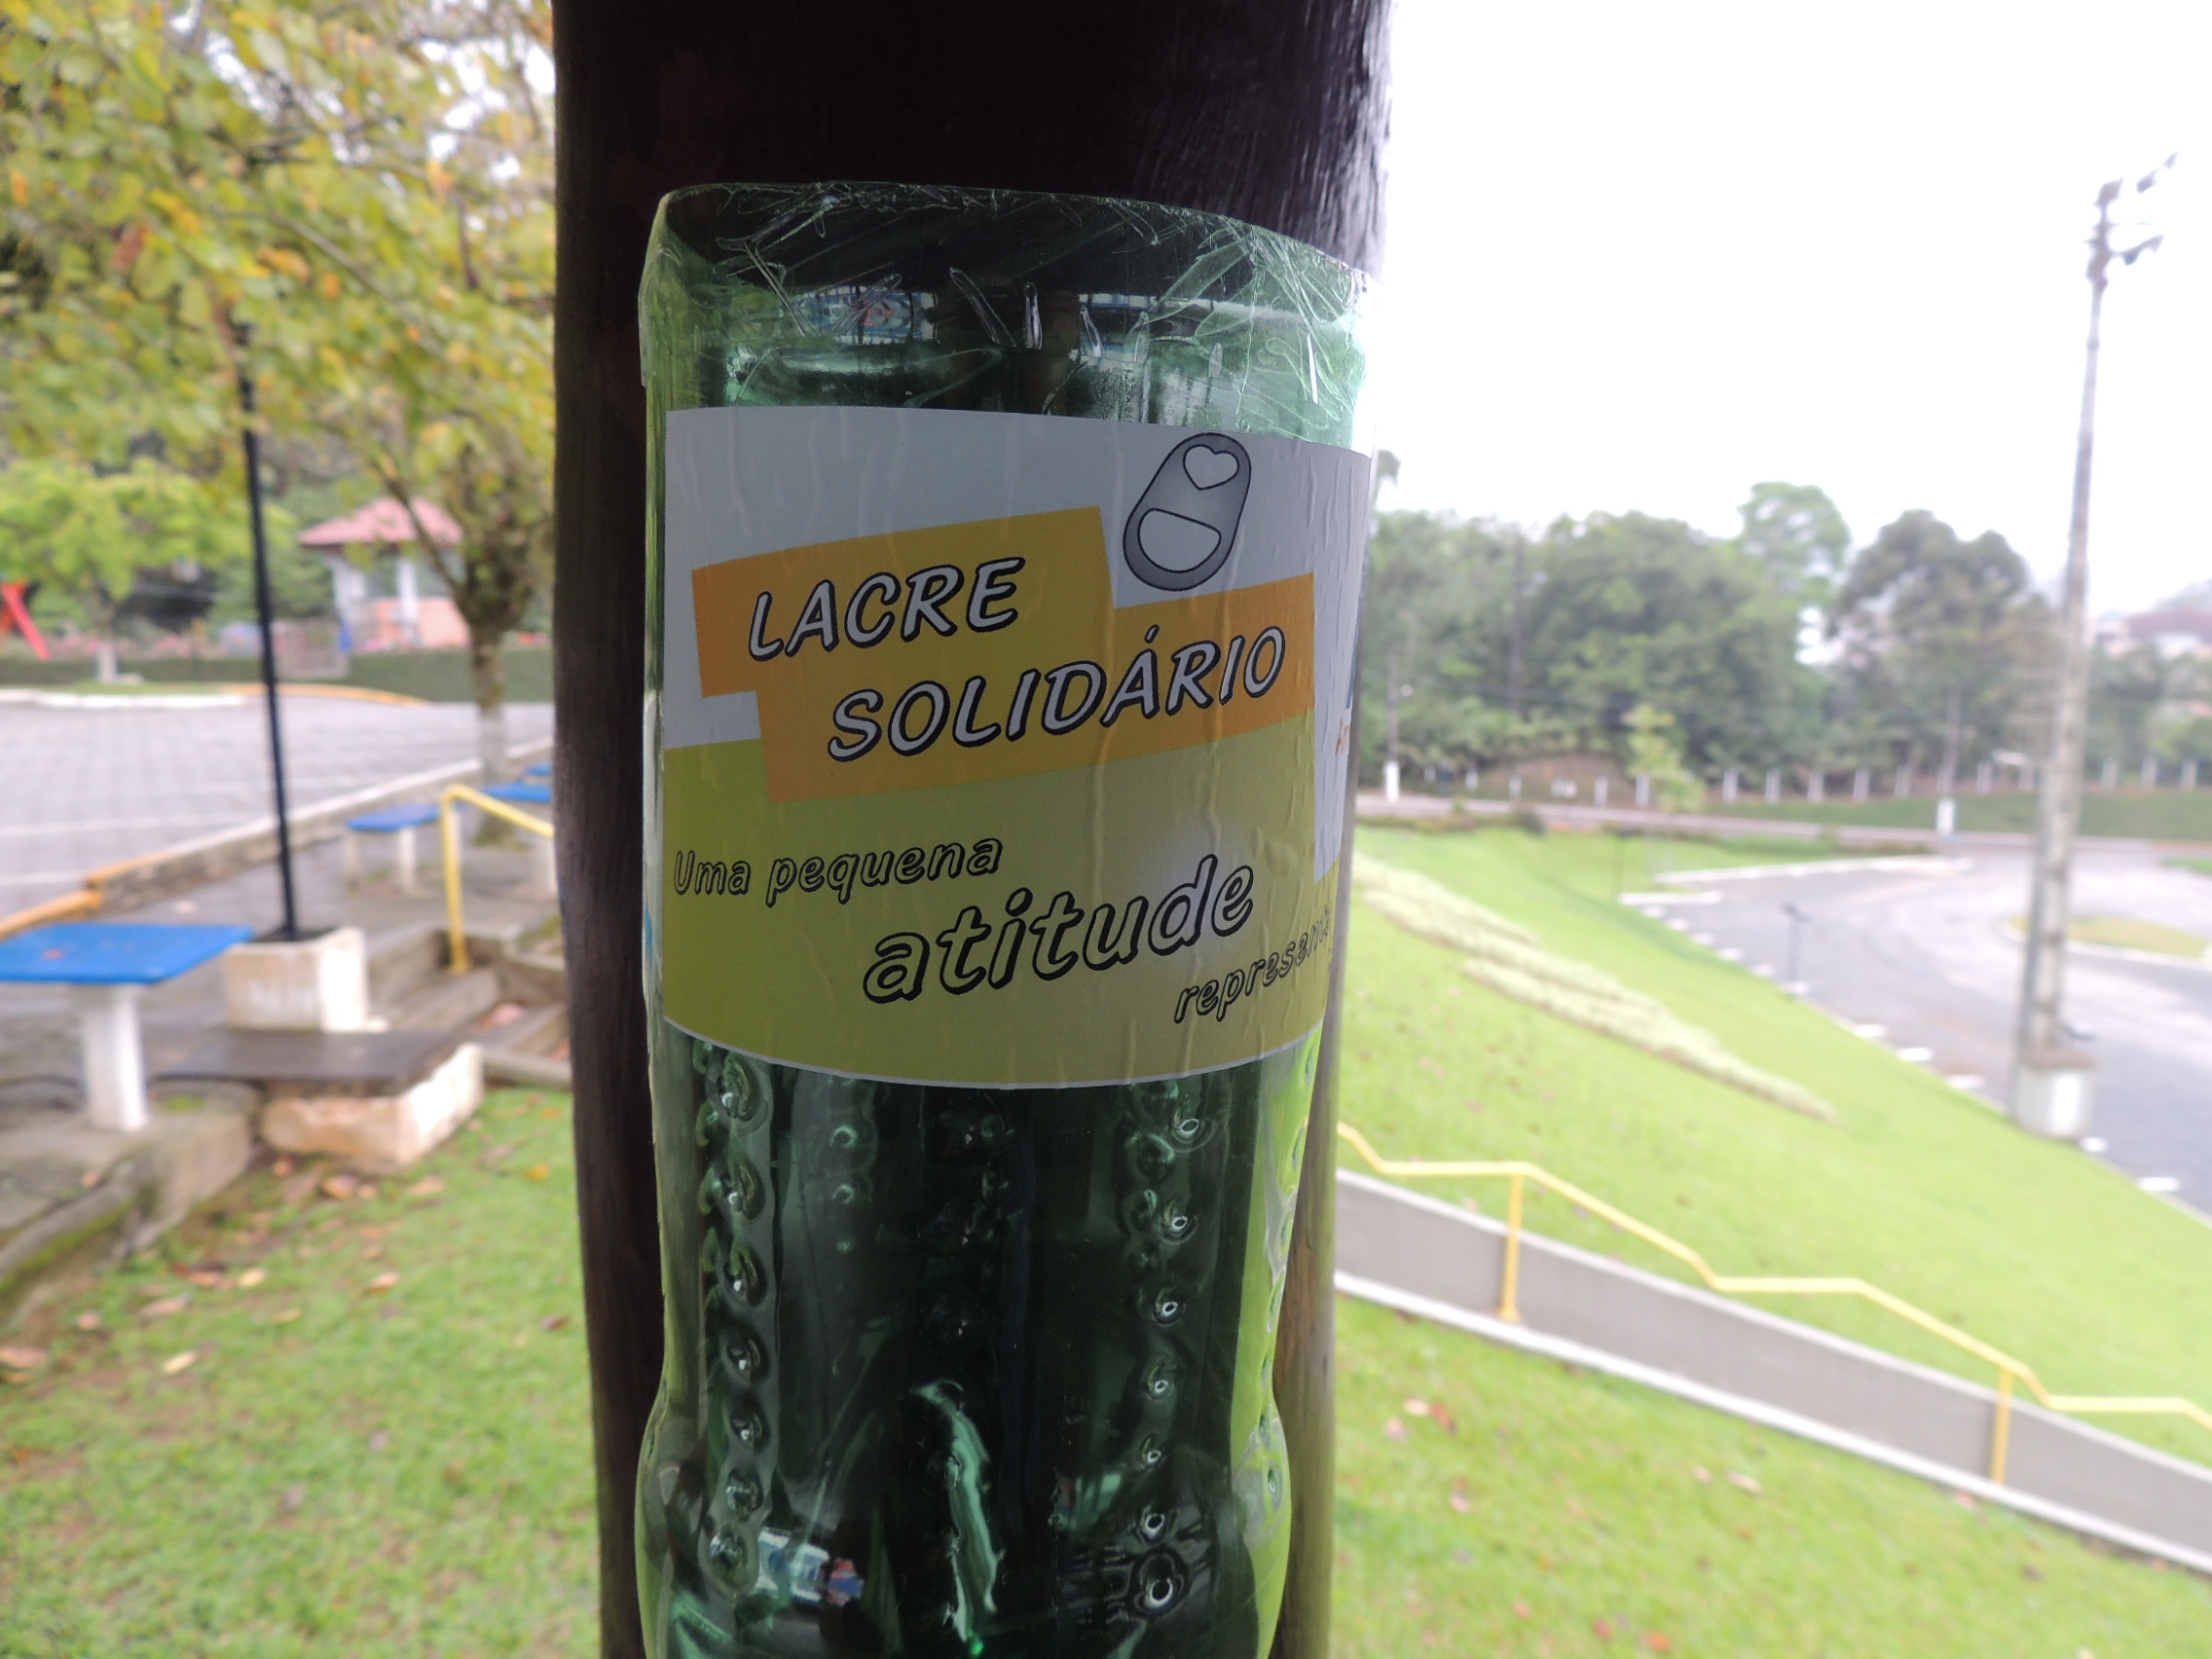 LACRE
SOLIDÁRIO
Uma pequena
atitude